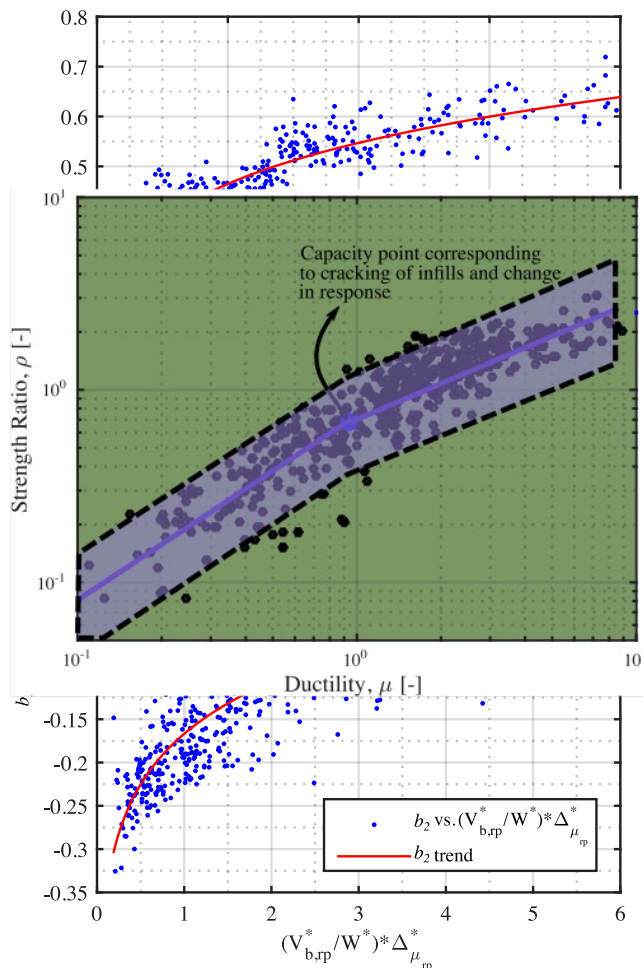 0.8
0.7
0.6
0.5
10¹
Capacity point corresponding
to cracking of infills and change
in response
Strength Ratio, ρ [-]
10⁰
10⁻¹
10⁻¹
10⁰
10
Ductility, μ [-]
b
-0.15
-0.2
-0.25
-0.3
-0.35
b₂ vs. (V*b,rp/W*)*Δ*μrp
b₂ trend
0 1 2 3 4 5 6
(V*b,rp/W*)*Δ*μrp